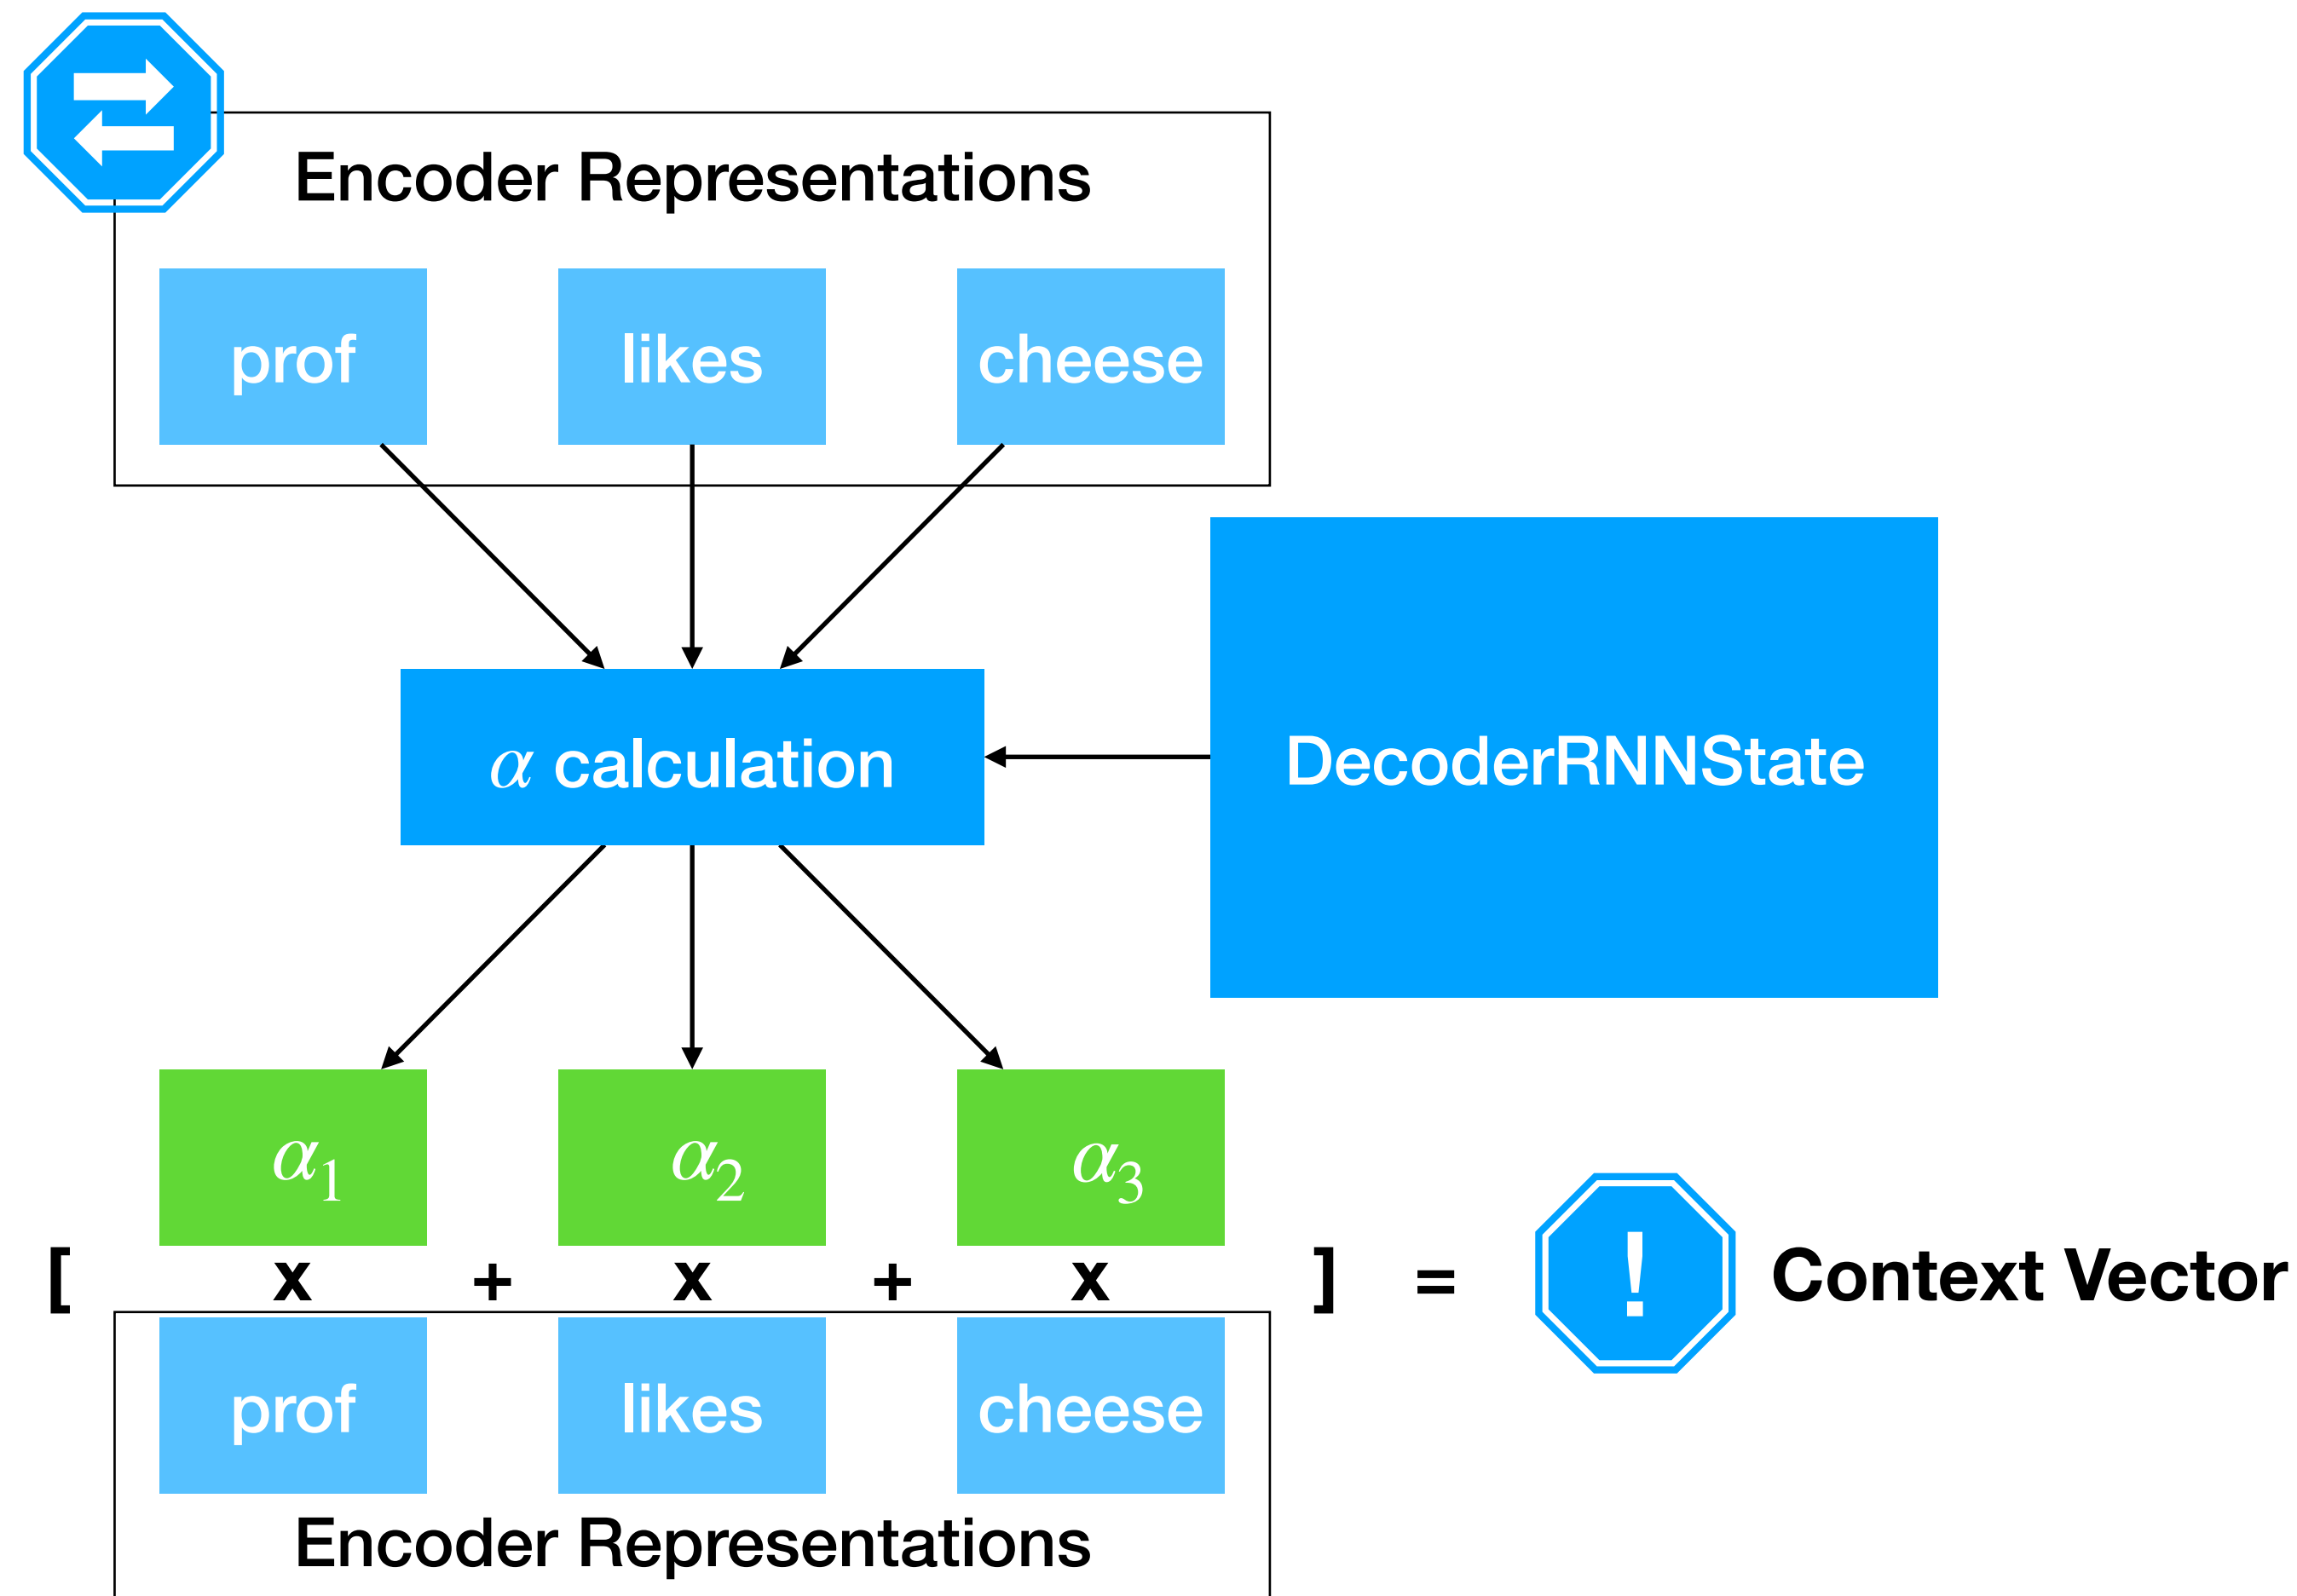 Encoder Representations
prof likes cheese
α calculation
DecoderRNNState
α1 α2 α3
[ x + x + x ] = ! Context Vector
prof likes cheese
Encoder Representations